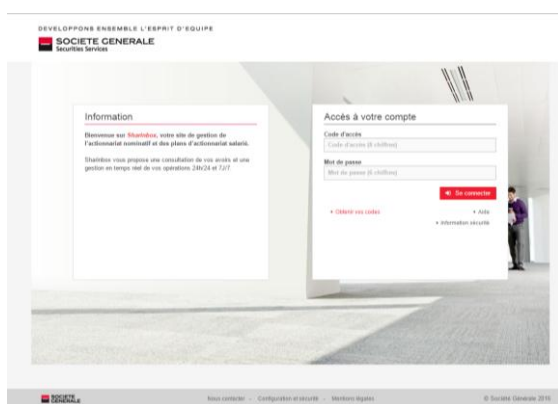 DEVELOPPONS ENSEMBLE L'ESPRIT D'EQUIPE
SOCIETE GENERALE
Securities Services
Information
Bienvenue sur Sharinbox, votre site de gestion de
l'actionnariat nominatif et des plans d'actionnariat salarié.
Sharinbox vous propose une consultation de vos avoirs et une
gestion en temps réel de vos opérations 24h/24 et 7J/7.
Accès à votre compte
Code d'accès
Code d'accès (8 chiffres)
Mot de passe
Mot de passe (6 chiffres)
Se connecter
Obtenir vos codes
Aide
Information sécurité
SOCIETE
GENERALE
Nous contacter - Configuration et sécurité - Mentions légales
© Société Générale 2016